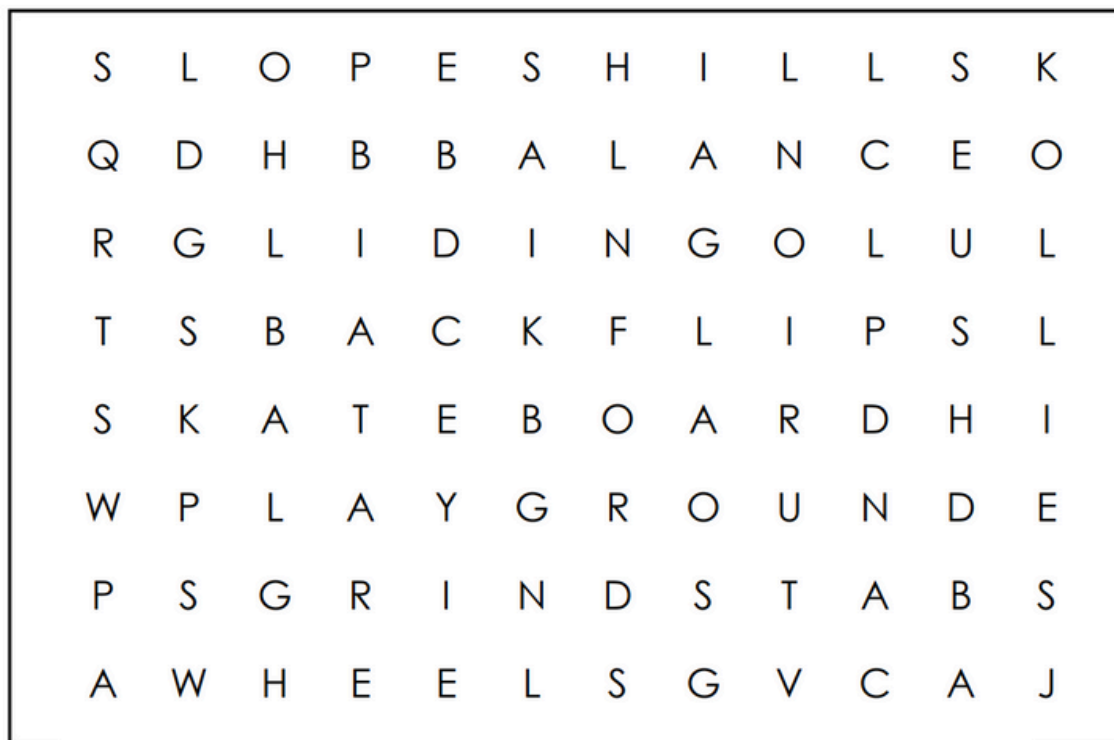 S L O P E S H I L L S K
Q D H B B A L A N C E O
R G L I D I N G O L U L
T S B A C K F L I P S L
S K A T E B O A R D H I
W P L A Y G R O U N D E
P S G R I N D S T A B S
A W H E E L S G V C A J